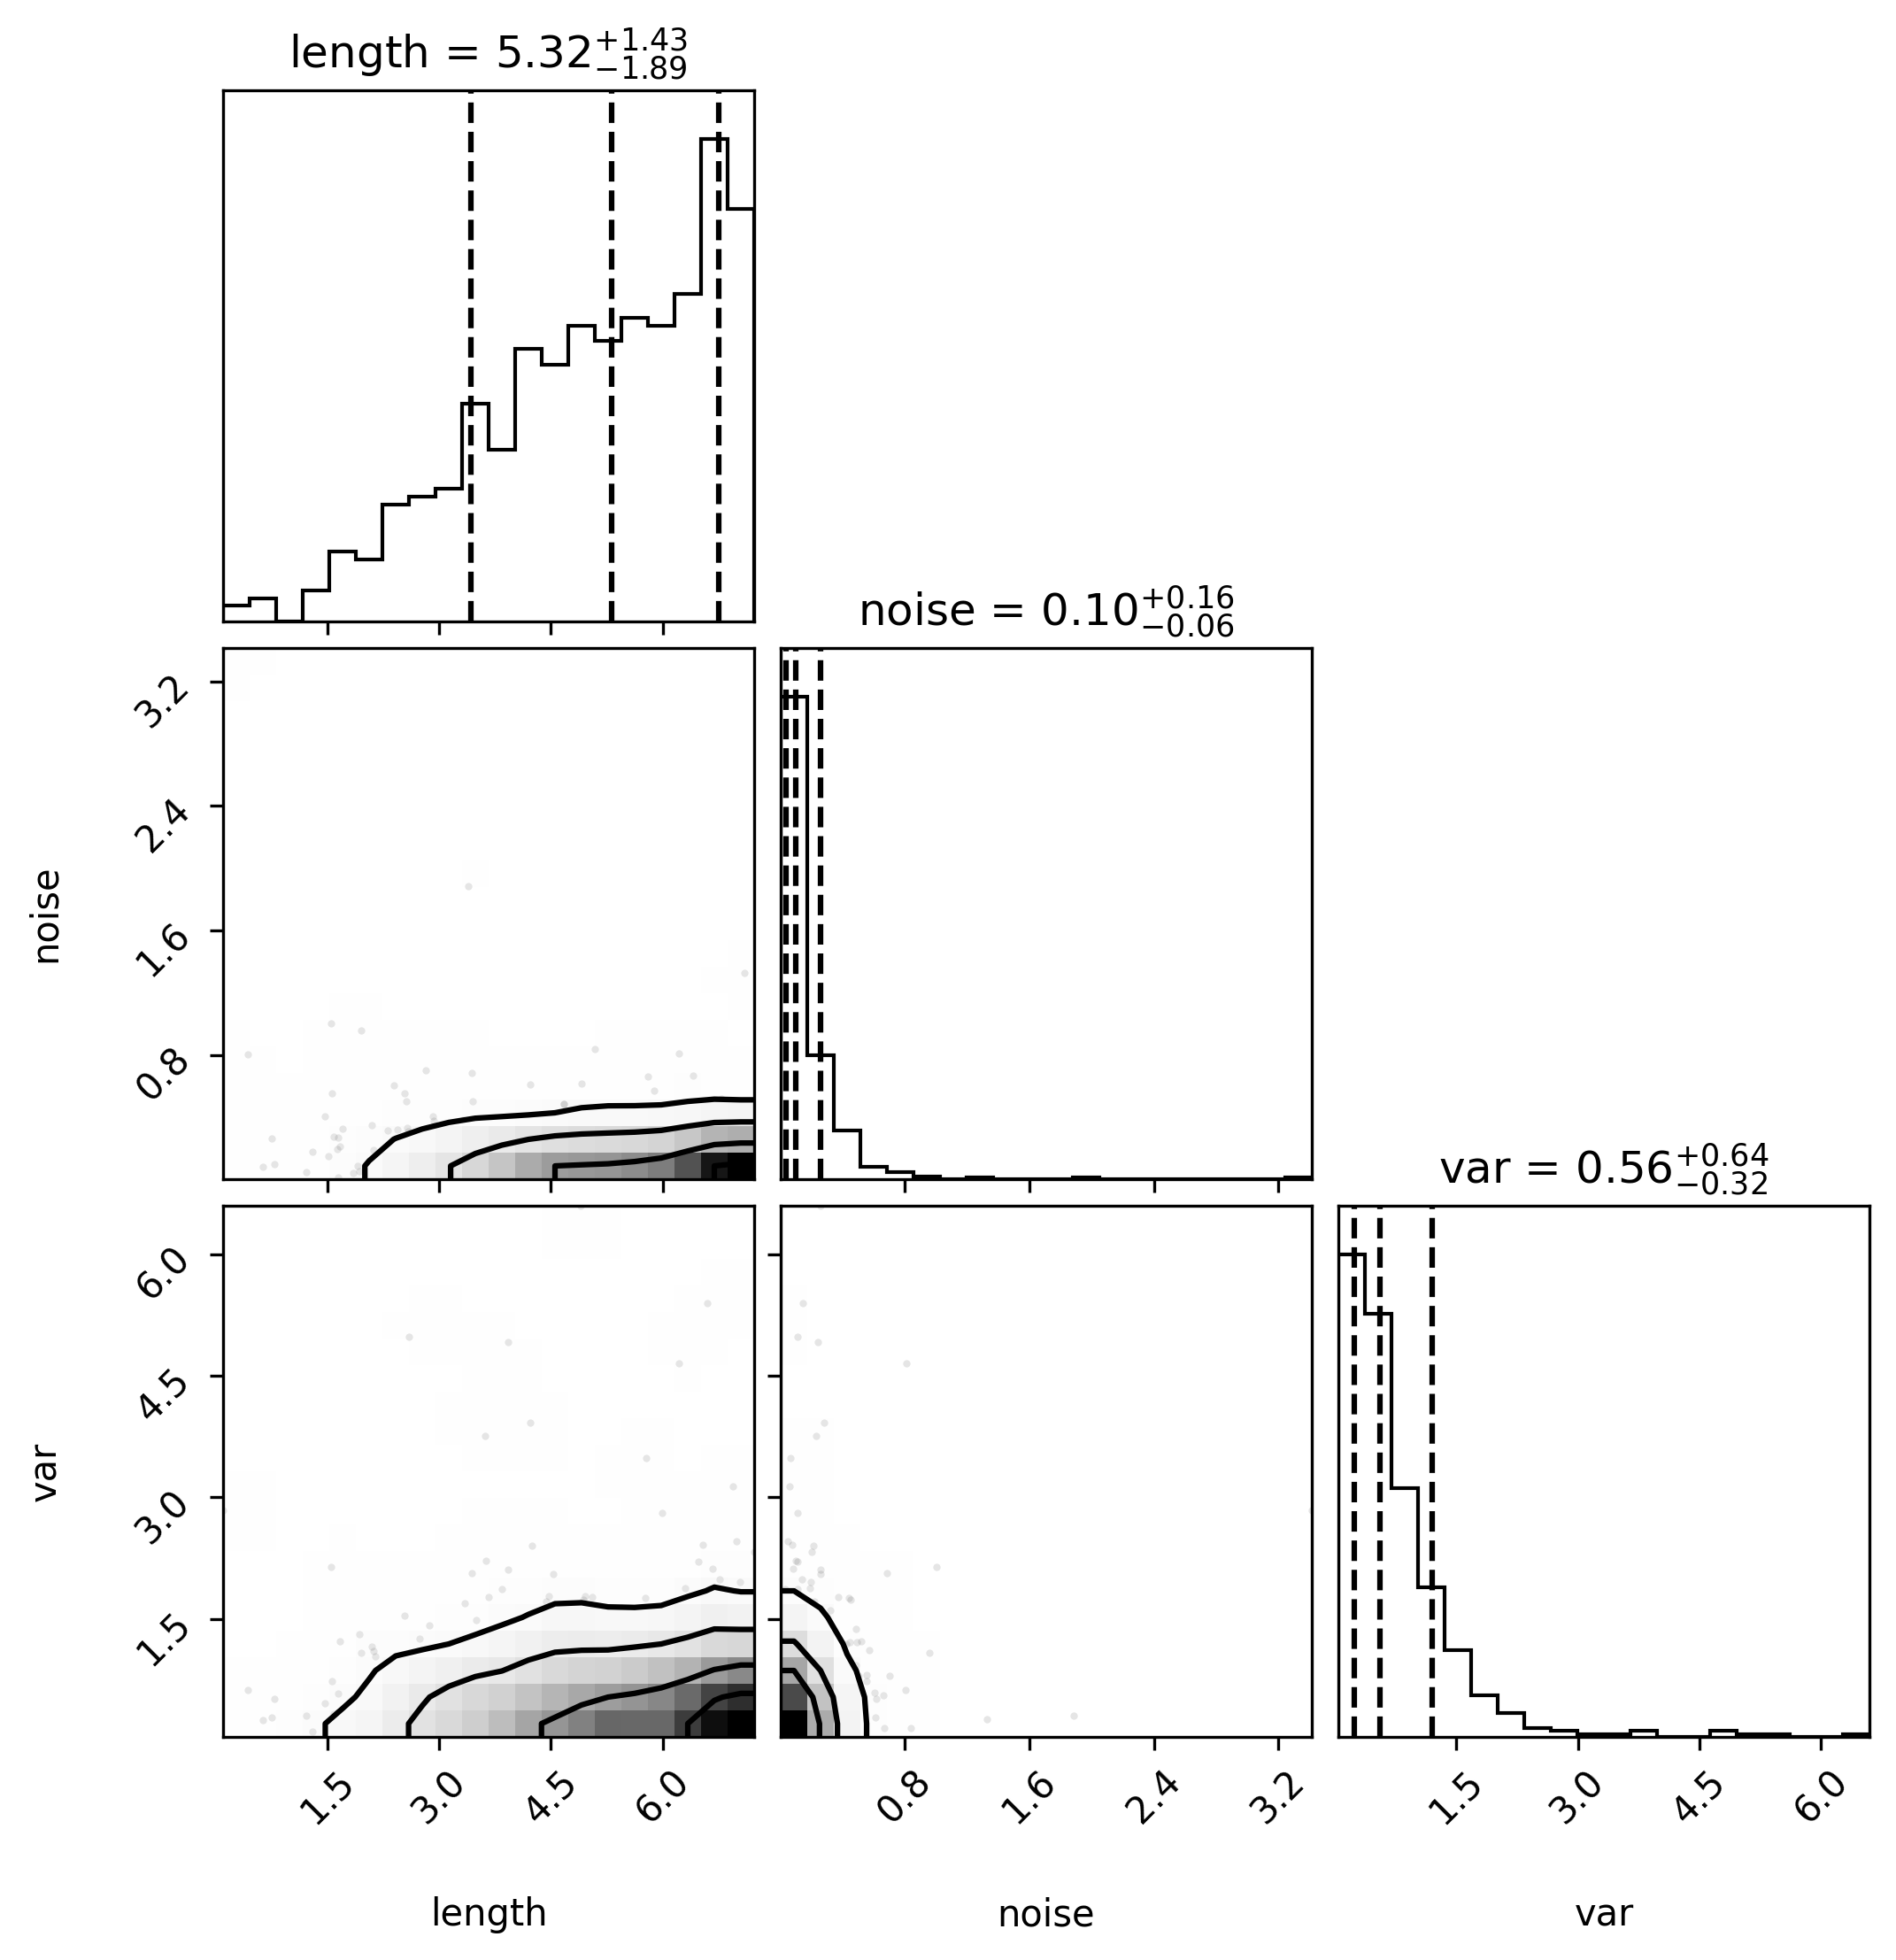 length = 5.32 +1.43 −1.89
noise = 0.10 +0.16 −0.06
3.2
2.4
1.6
0.8
noise
var = 0.56 +0.64 −0.32
6.0
4.5
3.0
1.5
var
1.5 3.0 4.5 6.0 0.8 1.6 2.4 3.2 1.5 3.0 4.5 6.0
length noise var